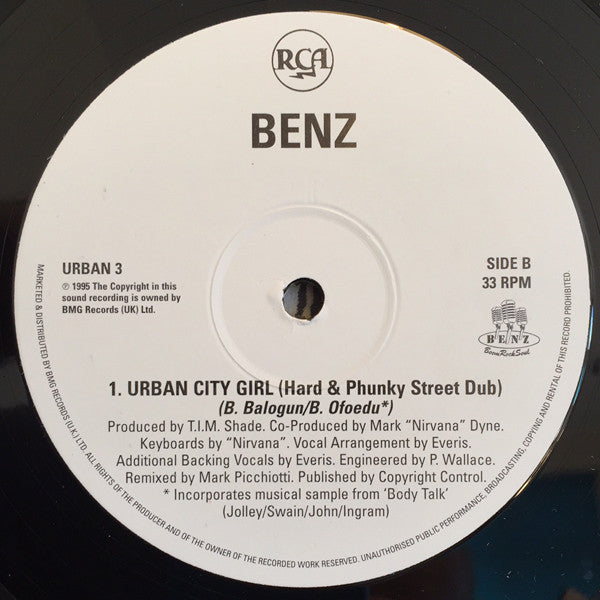 RCA
BENZ
URBAN 3
℗ 1995 The Copyright in this
sound recording is owned by
BMG Records (UK) Ltd.
SIDE B
33 RPM
BENZ
BoomRockSoul
1. URBAN CITY GIRL (Hard & Phunky Street Dub)
(B. Balogun/B. Ofoedu*)
Produced by T.I.M. Shade. Co-Produced by Mark “Nirvana” Dyne.
Keyboards by “Nirvana”. Vocal Arrangement by Everis.
Additional Backing Vocals by Everis. Engineered by P. Wallace.
Remixed by Mark Picchiotti. Published by Copyright Control.
* Incorporates musical sample from ‘Body Talk’
(Jolley/Swain/John/Ingram)
MARKETED & DISTRIBUTED BY BMG RECORDS (U.K.) LTD. ALL RIGHTS OF THE PRODUCER AND OF THE OWNER OF THE RECORDED WORK RESERVED. UNAUTHORISED PUBLIC PERFORMANCE, BROADCASTING, COPYING AND RENTAL OF THIS RECORD PROHIBITED.